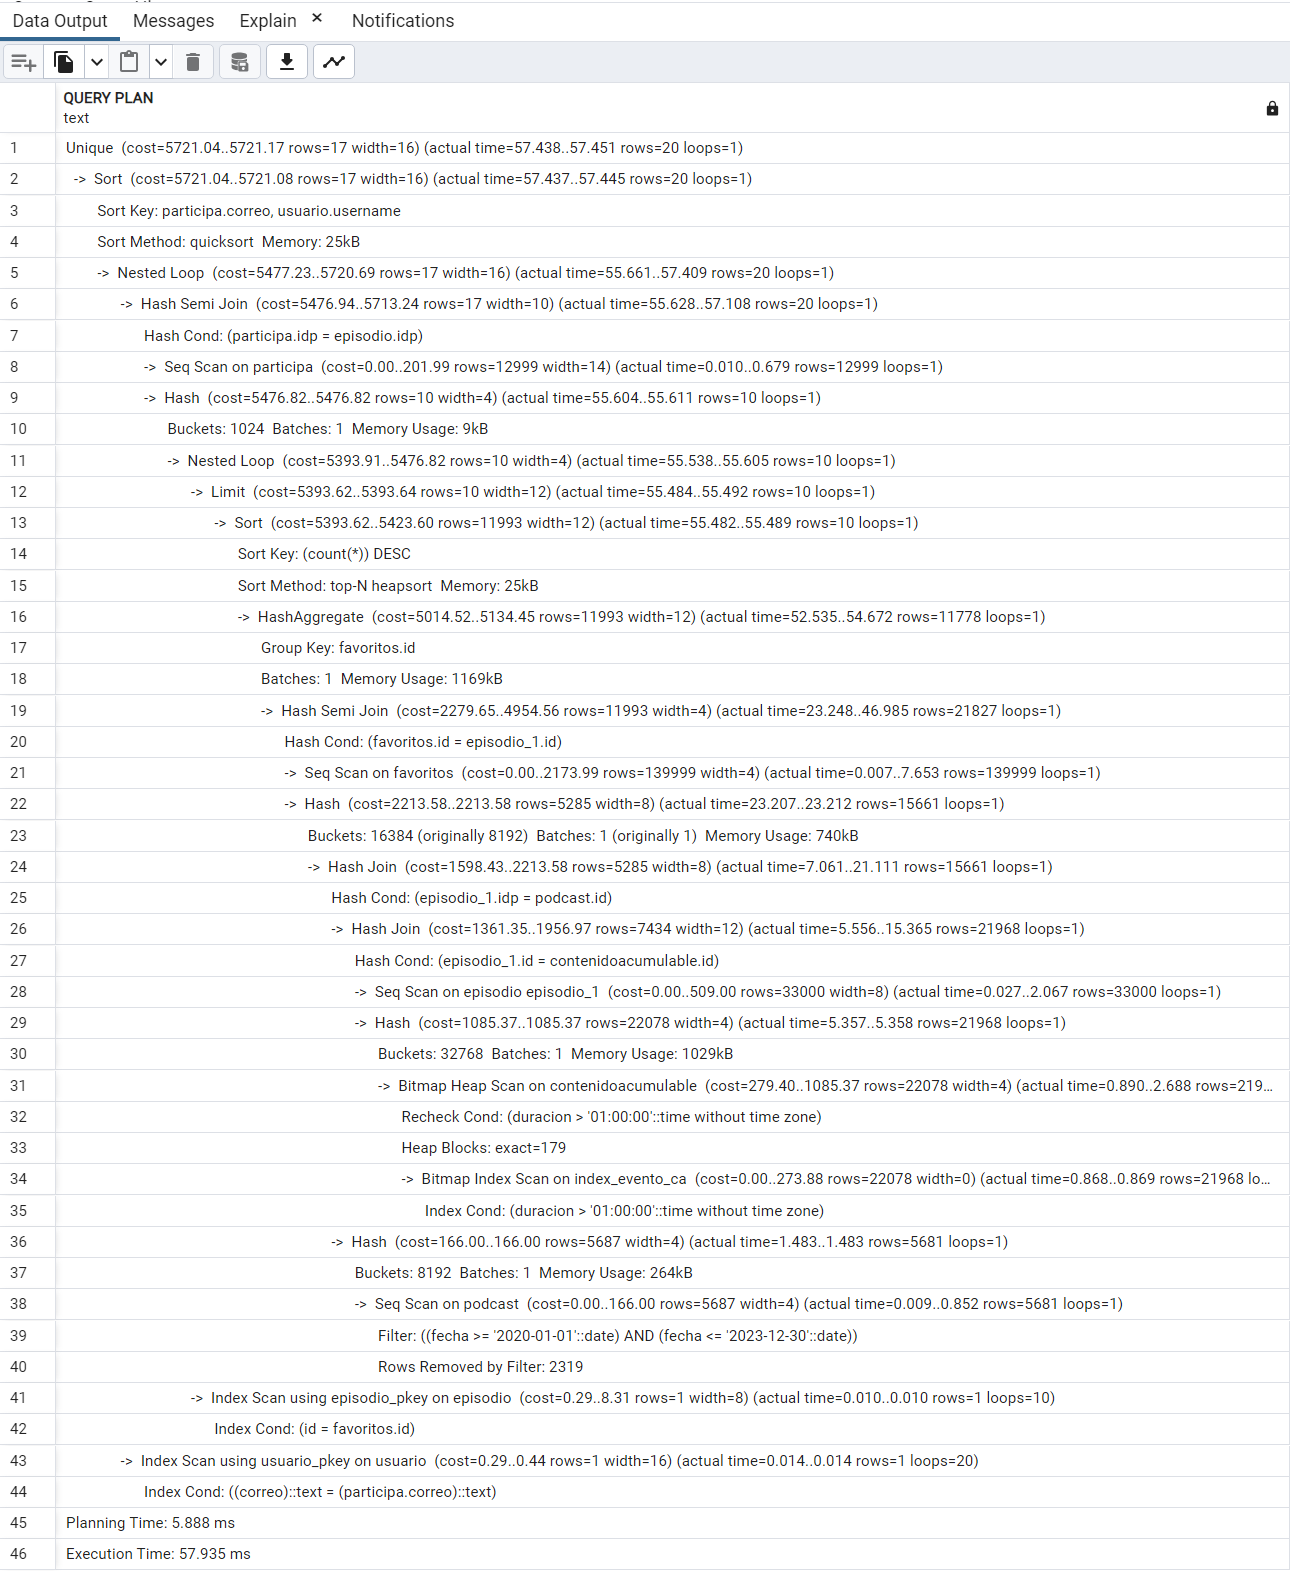 Data Output Messages Explain × Notifications
QUERY PLAN
text
1 Unique (cost=5721.04..5721.17 rows=17 width=16) (actual time=57.438..57.451 rows=20 loops=1)
2 -> Sort (cost=5721.04..5721.08 rows=17 width=16) (actual time=57.437..57.445 rows=20 loops=1)
3 Sort Key: participa.correo, usuario.username
4 Sort Method: quicksort Memory: 25kB
5 -> Nested Loop (cost=5477.23..5720.69 rows=17 width=16) (actual time=55.661..57.409 rows=20 loops=1)
6 -> Hash Semi Join (cost=5476.94..5713.24 rows=17 width=10) (actual time=55.628..57.108 rows=20 loops=1)
7 Hash Cond: (participa.idp = episodio.idp)
8 -> Seq Scan on participa (cost=0.00..201.99 rows=12999 width=14) (actual time=0.010..0.679 rows=12999 loops=1)
9 -> Hash (cost=5476.82..5476.82 rows=10 width=4) (actual time=55.604..55.611 rows=10 loops=1)
10 Buckets: 1024 Batches: 1 Memory Usage: 9kB
11 -> Nested Loop (cost=5393.91..5476.82 rows=10 width=4) (actual time=55.538..55.605 rows=10 loops=1)
12 -> Limit (cost=5393.62..5393.64 rows=10 width=12) (actual time=55.484..55.492 rows=10 loops=1)
13 -> Sort (cost=5393.62..5423.60 rows=11993 width=12) (actual time=55.482..55.489 rows=10 loops=1)
14 Sort Key: (count(*)) DESC
15 Sort Method: top-N heapsort Memory: 25kB
16 -> HashAggregate (cost=5014.52..5134.45 rows=11993 width=12) (actual time=52.535..54.672 rows=11778 loops=1)
17 Group Key: favoritos.id
18 Batches: 1 Memory Usage: 1169kB
19 -> Hash Semi Join (cost=2279.65..4954.56 rows=11993 width=4) (actual time=23.248..46.985 rows=21827 loops=1)
20 Hash Cond: (favoritos.id = episodio_1.id)
21 -> Seq Scan on favoritos (cost=0.00..2173.99 rows=139999 width=4) (actual time=0.007..7.653 rows=139999 loops=1)
22 -> Hash (cost=2213.58..2213.58 rows=5285 width=8) (actual time=23.207..23.212 rows=15661 loops=1)
23 Buckets: 16384 (originally 8192) Batches: 1 (originally 1) Memory Usage: 740kB
24 -> Hash Join (cost=1598.43..2213.58 rows=5285 width=8) (actual time=7.061..21.111 rows=15661 loops=1)
25 Hash Cond: (episodio_1.idp = podcast.id)
26 -> Hash Join (cost=1361.35..1956.97 rows=7434 width=12) (actual time=5.556..15.365 rows=21968 loops=1)
27 Hash Cond: (episodio_1.id = contenidoacumulable.id)
28 -> Seq Scan on episodio episodio_1 (cost=0.00..509.00 rows=33000 width=8) (actual time=0.027..2.067 rows=33000 loops=1)
29 -> Hash (cost=1085.37..1085.37 rows=22078 width=4) (actual time=5.357..5.358 rows=21968 loops=1)
30 Buckets: 32768 Batches: 1 Memory Usage: 1029kB
31 -> Bitmap Heap Scan on contenidoacumulable (cost=279.40..1085.37 rows=22078 width=4) (actual time=0.890..2.688 rows=219…
32 Recheck Cond: (duracion > '01:00:00'::time without time zone)
33 Heap Blocks: exact=179
34 -> Bitmap Index Scan on index_evento_ca (cost=0.00..273.88 rows=22078 width=0) (actual time=0.868..0.869 rows=21968 lo…
35 Index Cond: (duracion > '01:00:00'::time without time zone)
36 -> Hash (cost=166.00..166.00 rows=5687 width=4) (actual time=1.483..1.483 rows=5681 loops=1)
37 Buckets: 8192 Batches: 1 Memory Usage: 264kB
38 -> Seq Scan on podcast (cost=0.00..166.00 rows=5687 width=4) (actual time=0.009..0.852 rows=5681 loops=1)
39 Filter: ((fecha >= '2020-01-01'::date) AND (fecha <= '2023-12-30'::date))
40 Rows Removed by Filter: 2319
41 -> Index Scan using episodio_pkey on episodio (cost=0.29..8.31 rows=1 width=8) (actual time=0.010..0.010 rows=1 loops=10)
42 Index Cond: (id = favoritos.id)
43 -> Index Scan using usuario_pkey on usuario (cost=0.29..0.44 rows=1 width=16) (actual time=0.014..0.014 rows=1 loops=20)
44 Index Cond: ((correo)::text = (participa.correo)::text)
45 Planning Time: 5.888 ms
46 Execution Time: 57.935 ms